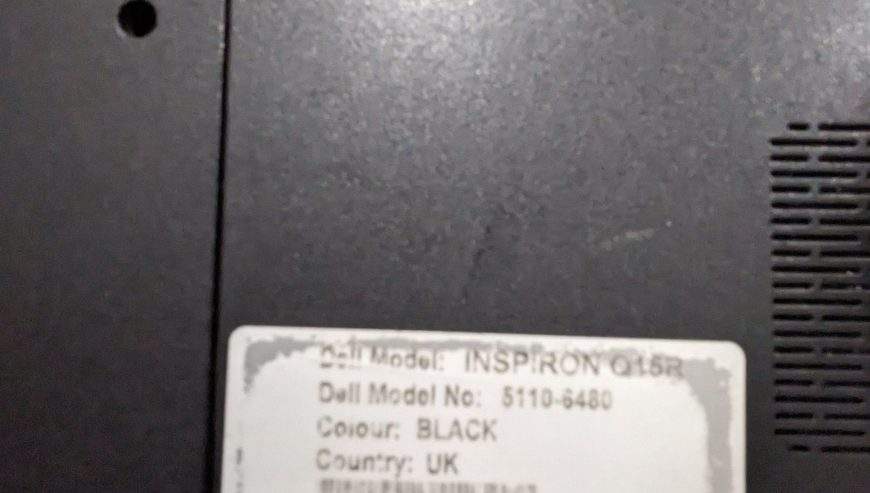 Dell Model: INSPIRON Q15R
Dell Model No: 5110-6480
Colour: BLACK
Country: UK